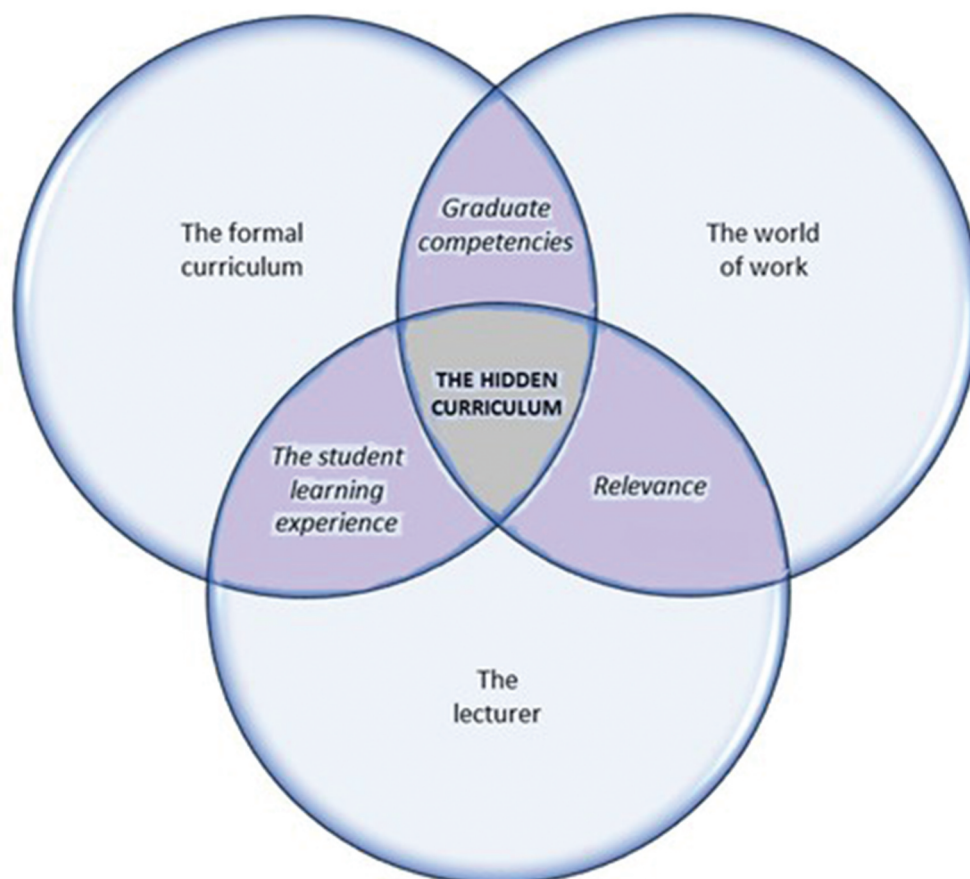 Graduate
competencies
The formal
curriculum
The world
of work
THE HIDDEN
CURRICULUM
The student
learning
experience
Relevance
The
lecturer